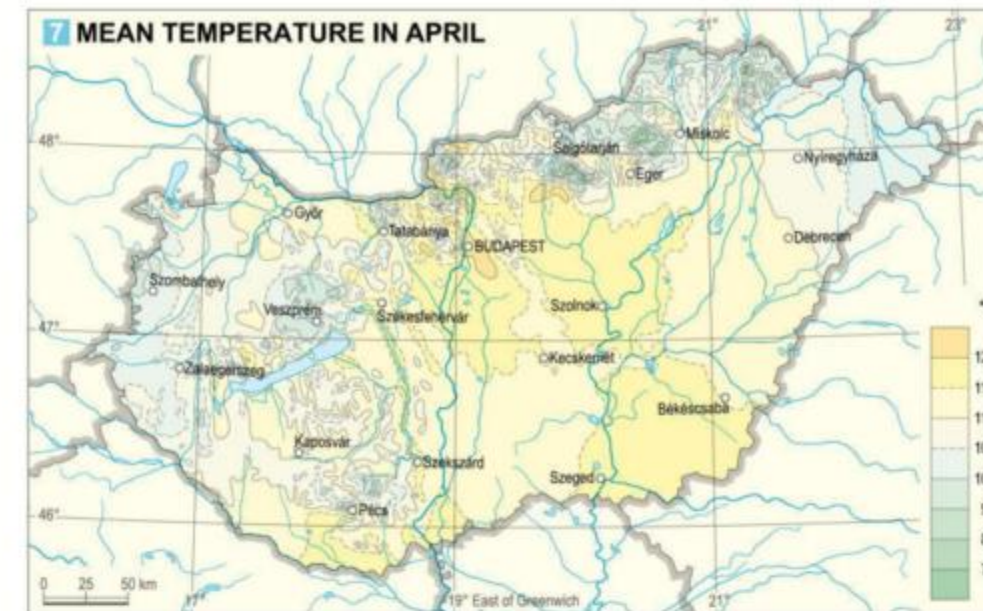 7 MEAN TEMPERATURE IN APRIL
21°
23°
48°
Salgótarján
Miskolc
Nyíregyháza
Eger
Győr
Tatabánya
BUDAPEST
Debrecen
Szombathely
Veszprém
Székesfehérvár
Szolnok
47°
Zalaegerszeg
Kecskemét
Békéscsaba
Kaposvár
Szekszárd
Szeged
46°
Pécs
0 25 50 km
17°
19° East of Greenwich
21°